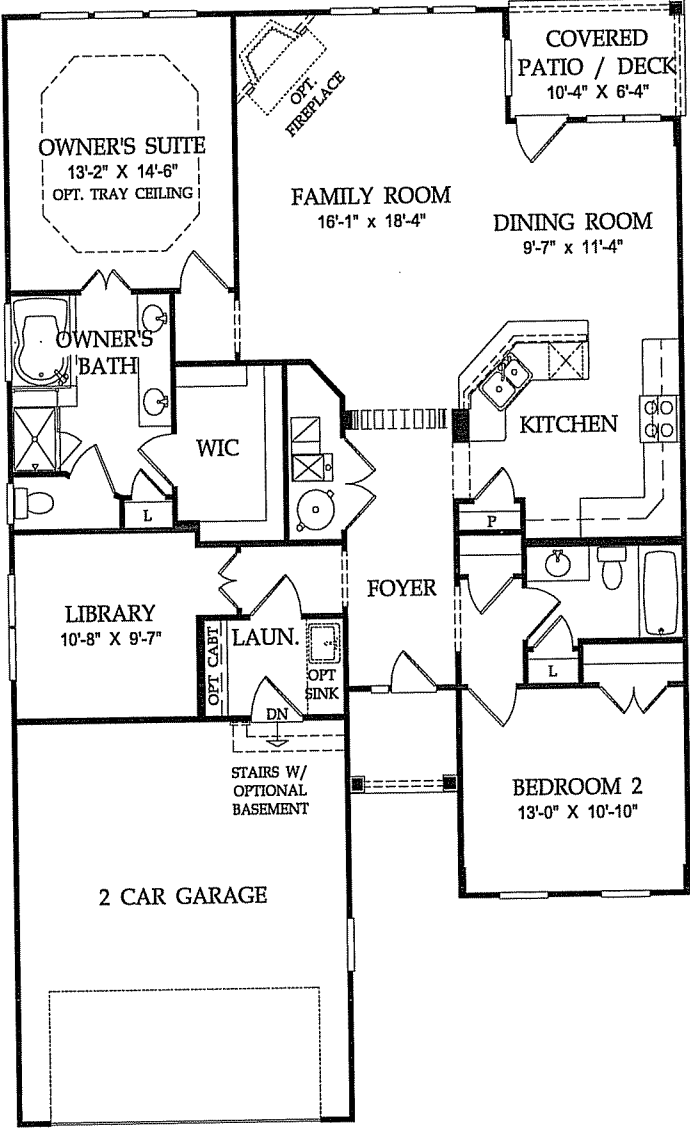 COVERED
PATIO / DECK
10'-4" X 6'-4"
OPT.
FIREPLACE
OWNER'S SUITE
13'-2" X 14'-6"
OPT. TRAY CEILING
FAMILY ROOM
16'-1" x 18'-4"
DINING ROOM
9'-7" x 11'-4"
OWNER'S
BATH
WIC
KITCHEN
L
P
FOYER
LIBRARY
10'-8" X 9'-7"
LAUN.
OPT CABT
OPT
SINK
L
DN
STAIRS W/
OPTIONAL
BASEMENT
BEDROOM 2
13'-0" X 10'-10"
2 CAR GARAGE